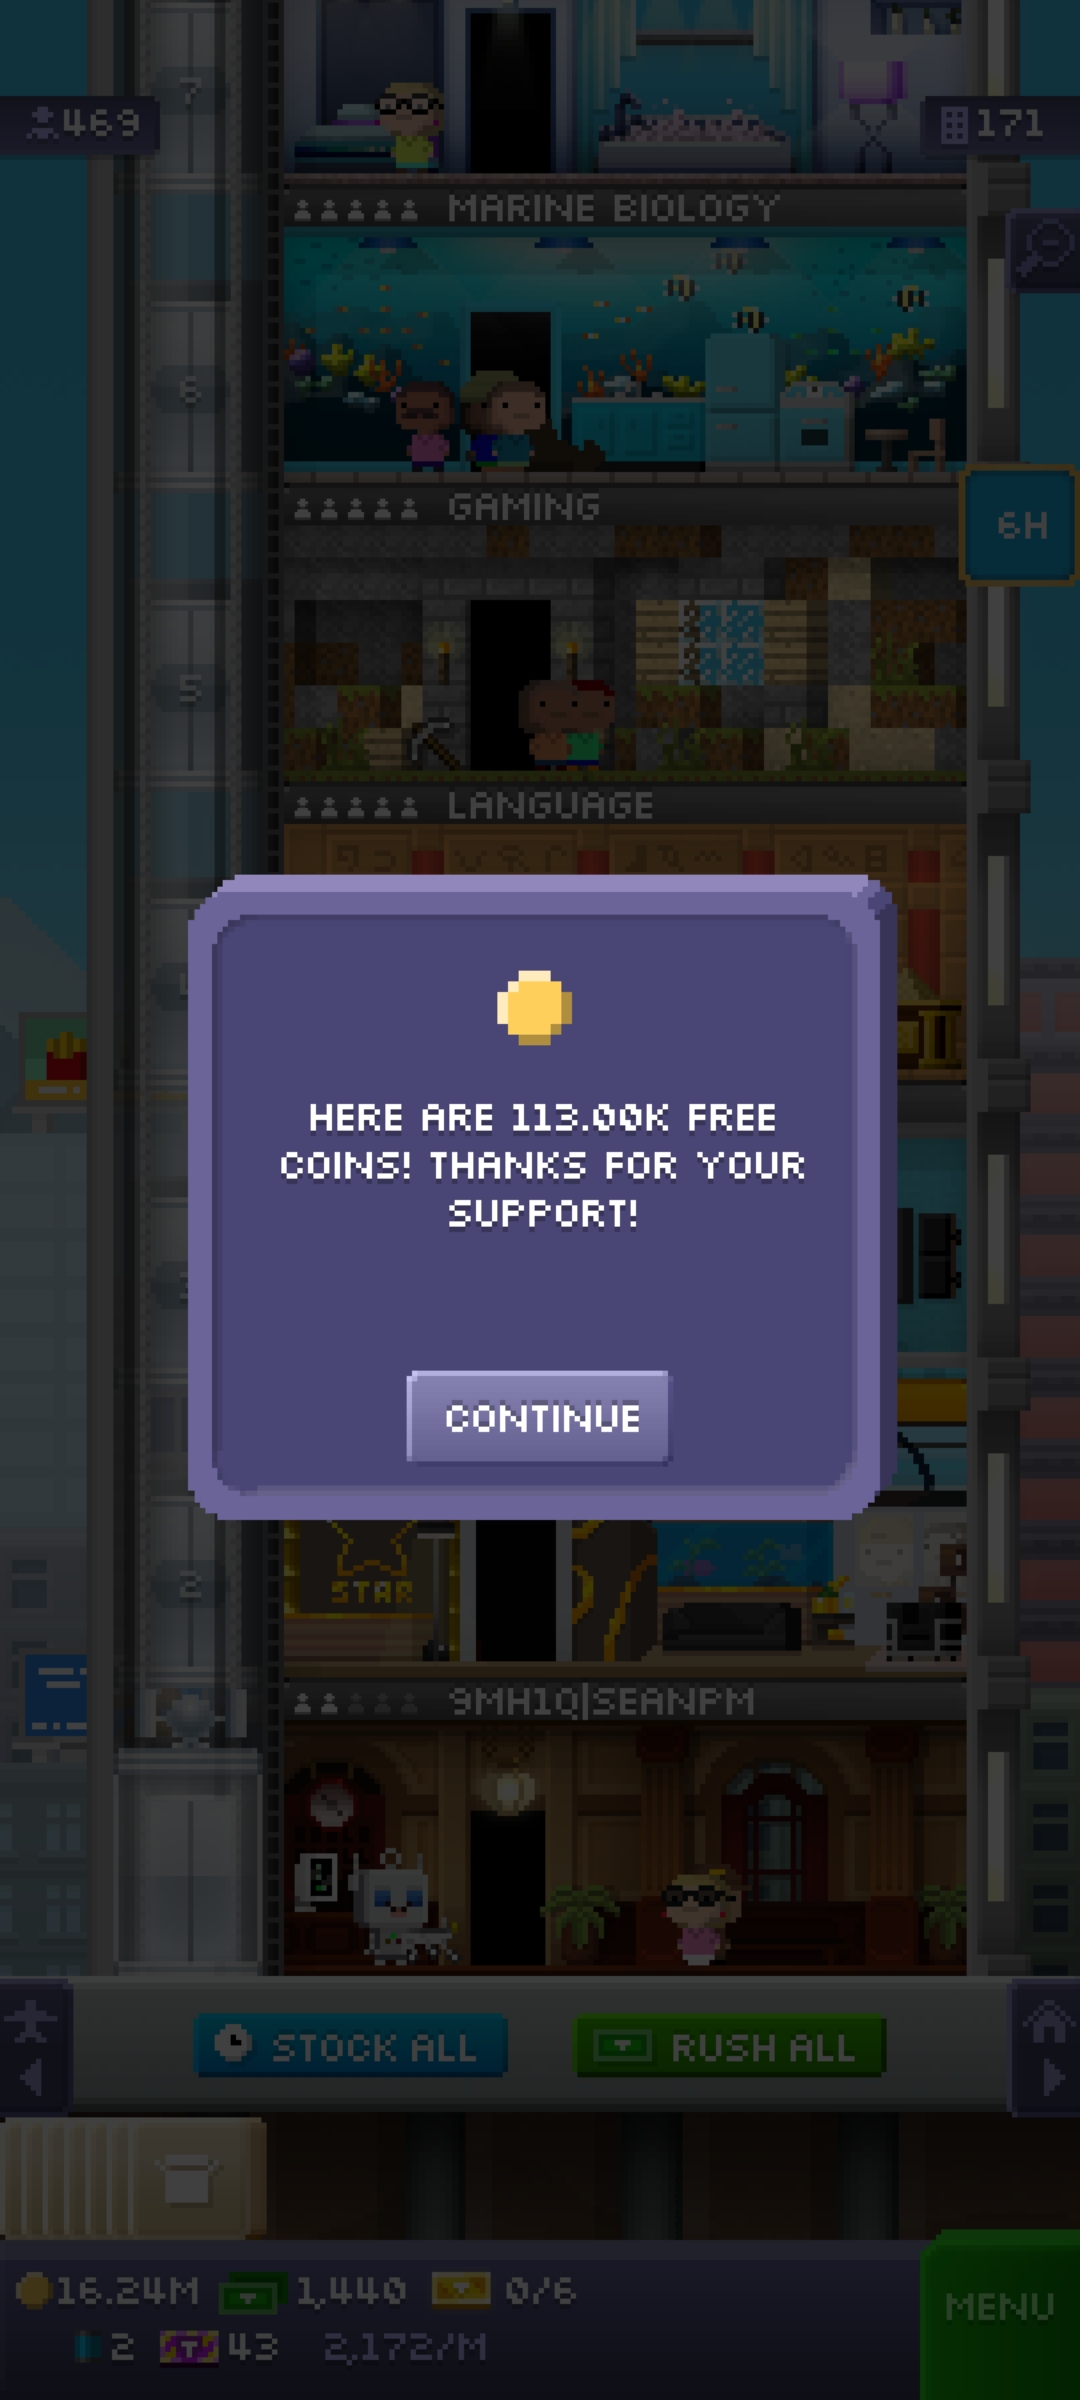 7
469
171
MARINE BIOLOGY
6
GAMING
6H
5
LANGUAGE
HERE ARE 113.00K FREE
COINS! THANKS FOR YOUR
SUPPORT!
CONTINUE
2
STAR
9MH1Q|SEANPM
STOCK ALL
RUSH ALL
16.24M
1,440
0/6
MENU
2
43
2,172/M